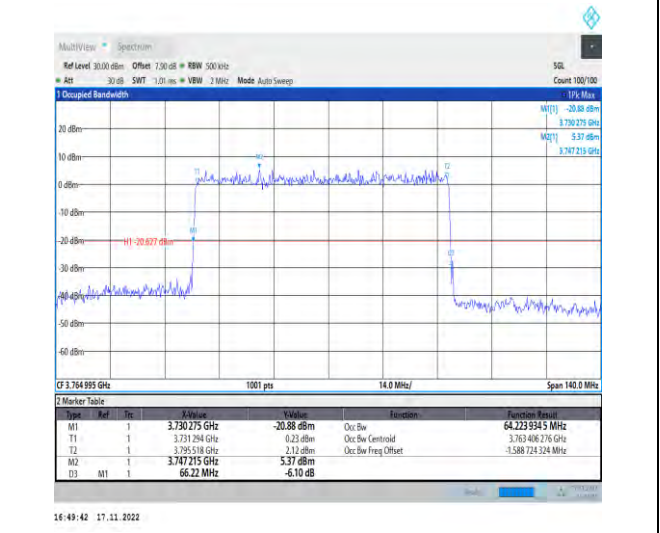 MultiView Spectrum
Ref Level 30.00 dBm Offset 7.90 dB RBW 500 kHz SGL
Att 30 dB SWT 1.01 ms VBW 2 MHz Mode Auto Sweep Count 100/100
1 Occupied Bandwidth 1Pk Max
M1[1] -20.88 dBm
3.730 275 GHz
M2[1] 5.37 dBm
3.747 215 GHz
20 dBm
10 dBm
M2
T1
T2
0 dBm
-10 dBm
M1
-20 dBm
H1 -20.627 dBm
D3
-30 dBm
-40 dBm
-50 dBm
-60 dBm
CF 3.764 995 GHz 1001 pts 14.0 MHz/ Span 140.0 MHz
2 Marker Table
Type Ref Trc X-Value Y-Value Function Function Result
M1 1 3.730 275 GHz -20.88 dBm Occ Bw 64.223 934 5 MHz
T1 1 3.731 294 GHz 0.23 dBm Occ Bw Centroid 3.763 406 276 GHz
T2 1 3.795 518 GHz 2.12 dBm Occ Bw Freq Offset -1.588 724 324 MHz
M2 1 3.747 215 GHz 5.37 dBm
D3 M1 1 66.22 MHz -6.10 dB
16:49:42 17.11.2022